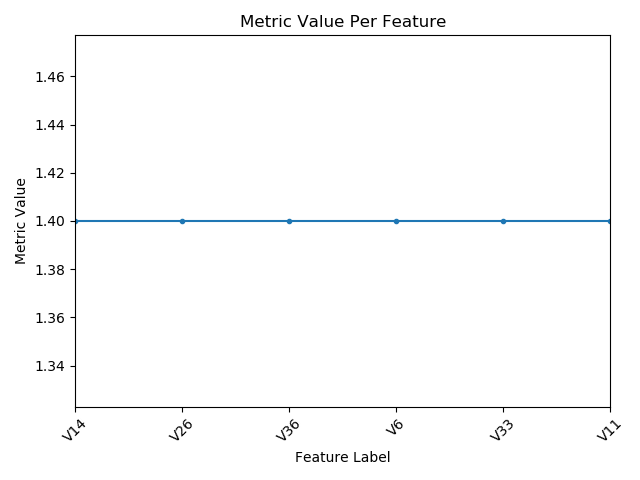 Metric Value Per Feature
Metric Value
1.46
1.44
1.42
1.40
1.38
1.36
1.34
V14
V26
V36
V6
V33
V11
Feature Label